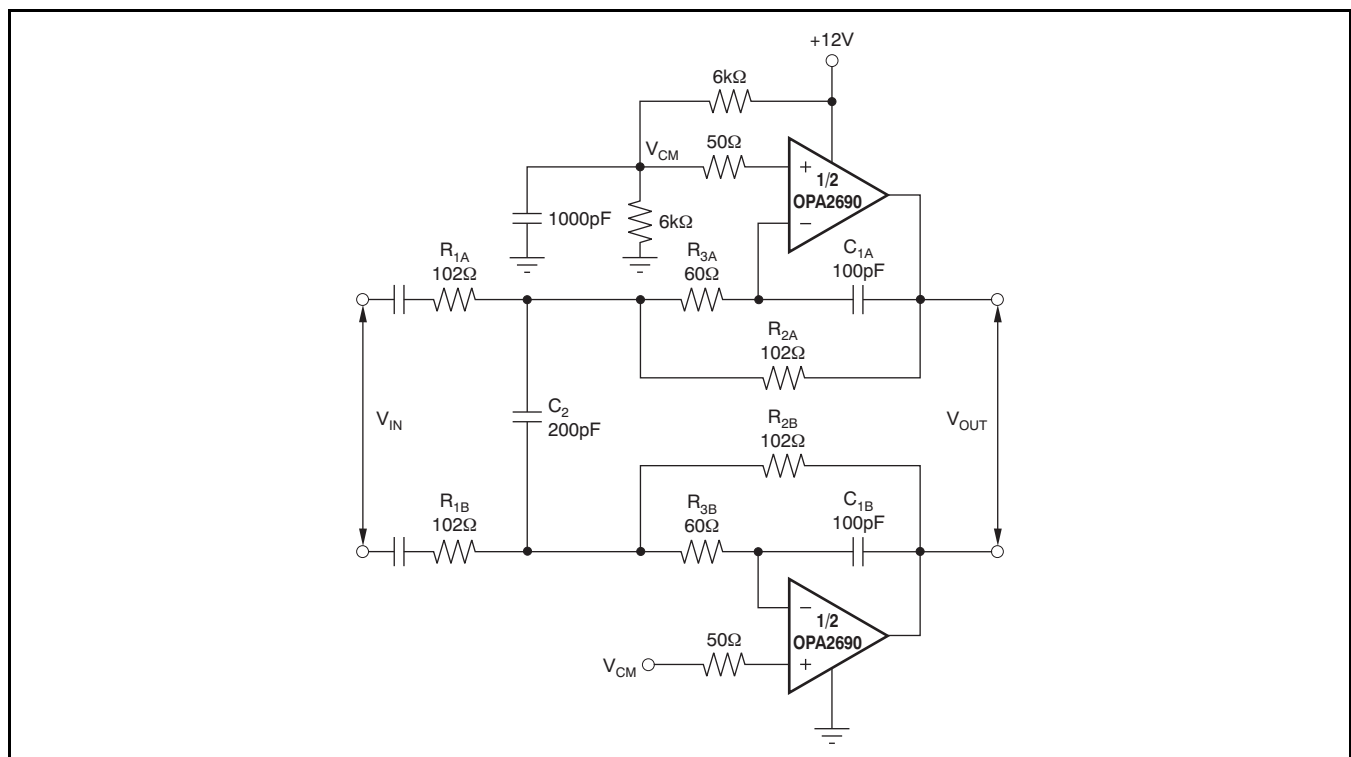 +12V
6kΩ
50Ω
V_CM
+
1/2
OPA2690
−
1000pF
6kΩ
R_1A
102Ω
R_3A
60Ω
C_1A
100pF
R_2A
102Ω
V_IN
C_2
200pF
R_2B
102Ω
V_OUT
R_1B
102Ω
R_3B
60Ω
C_1B
100pF
−
1/2
OPA2690
+
50Ω
V_CM